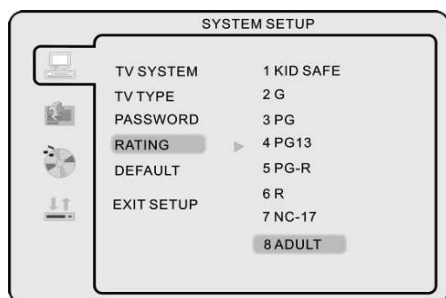 SYSTEM SETUP
TV SYSTEM
TV TYPE
PASSWORD
RATING
DEFAULT
EXIT SETUP
1 KID SAFE
2 G
3 PG
4 PG13
5 PG-R
6 R
7 NC-17
8 ADULT